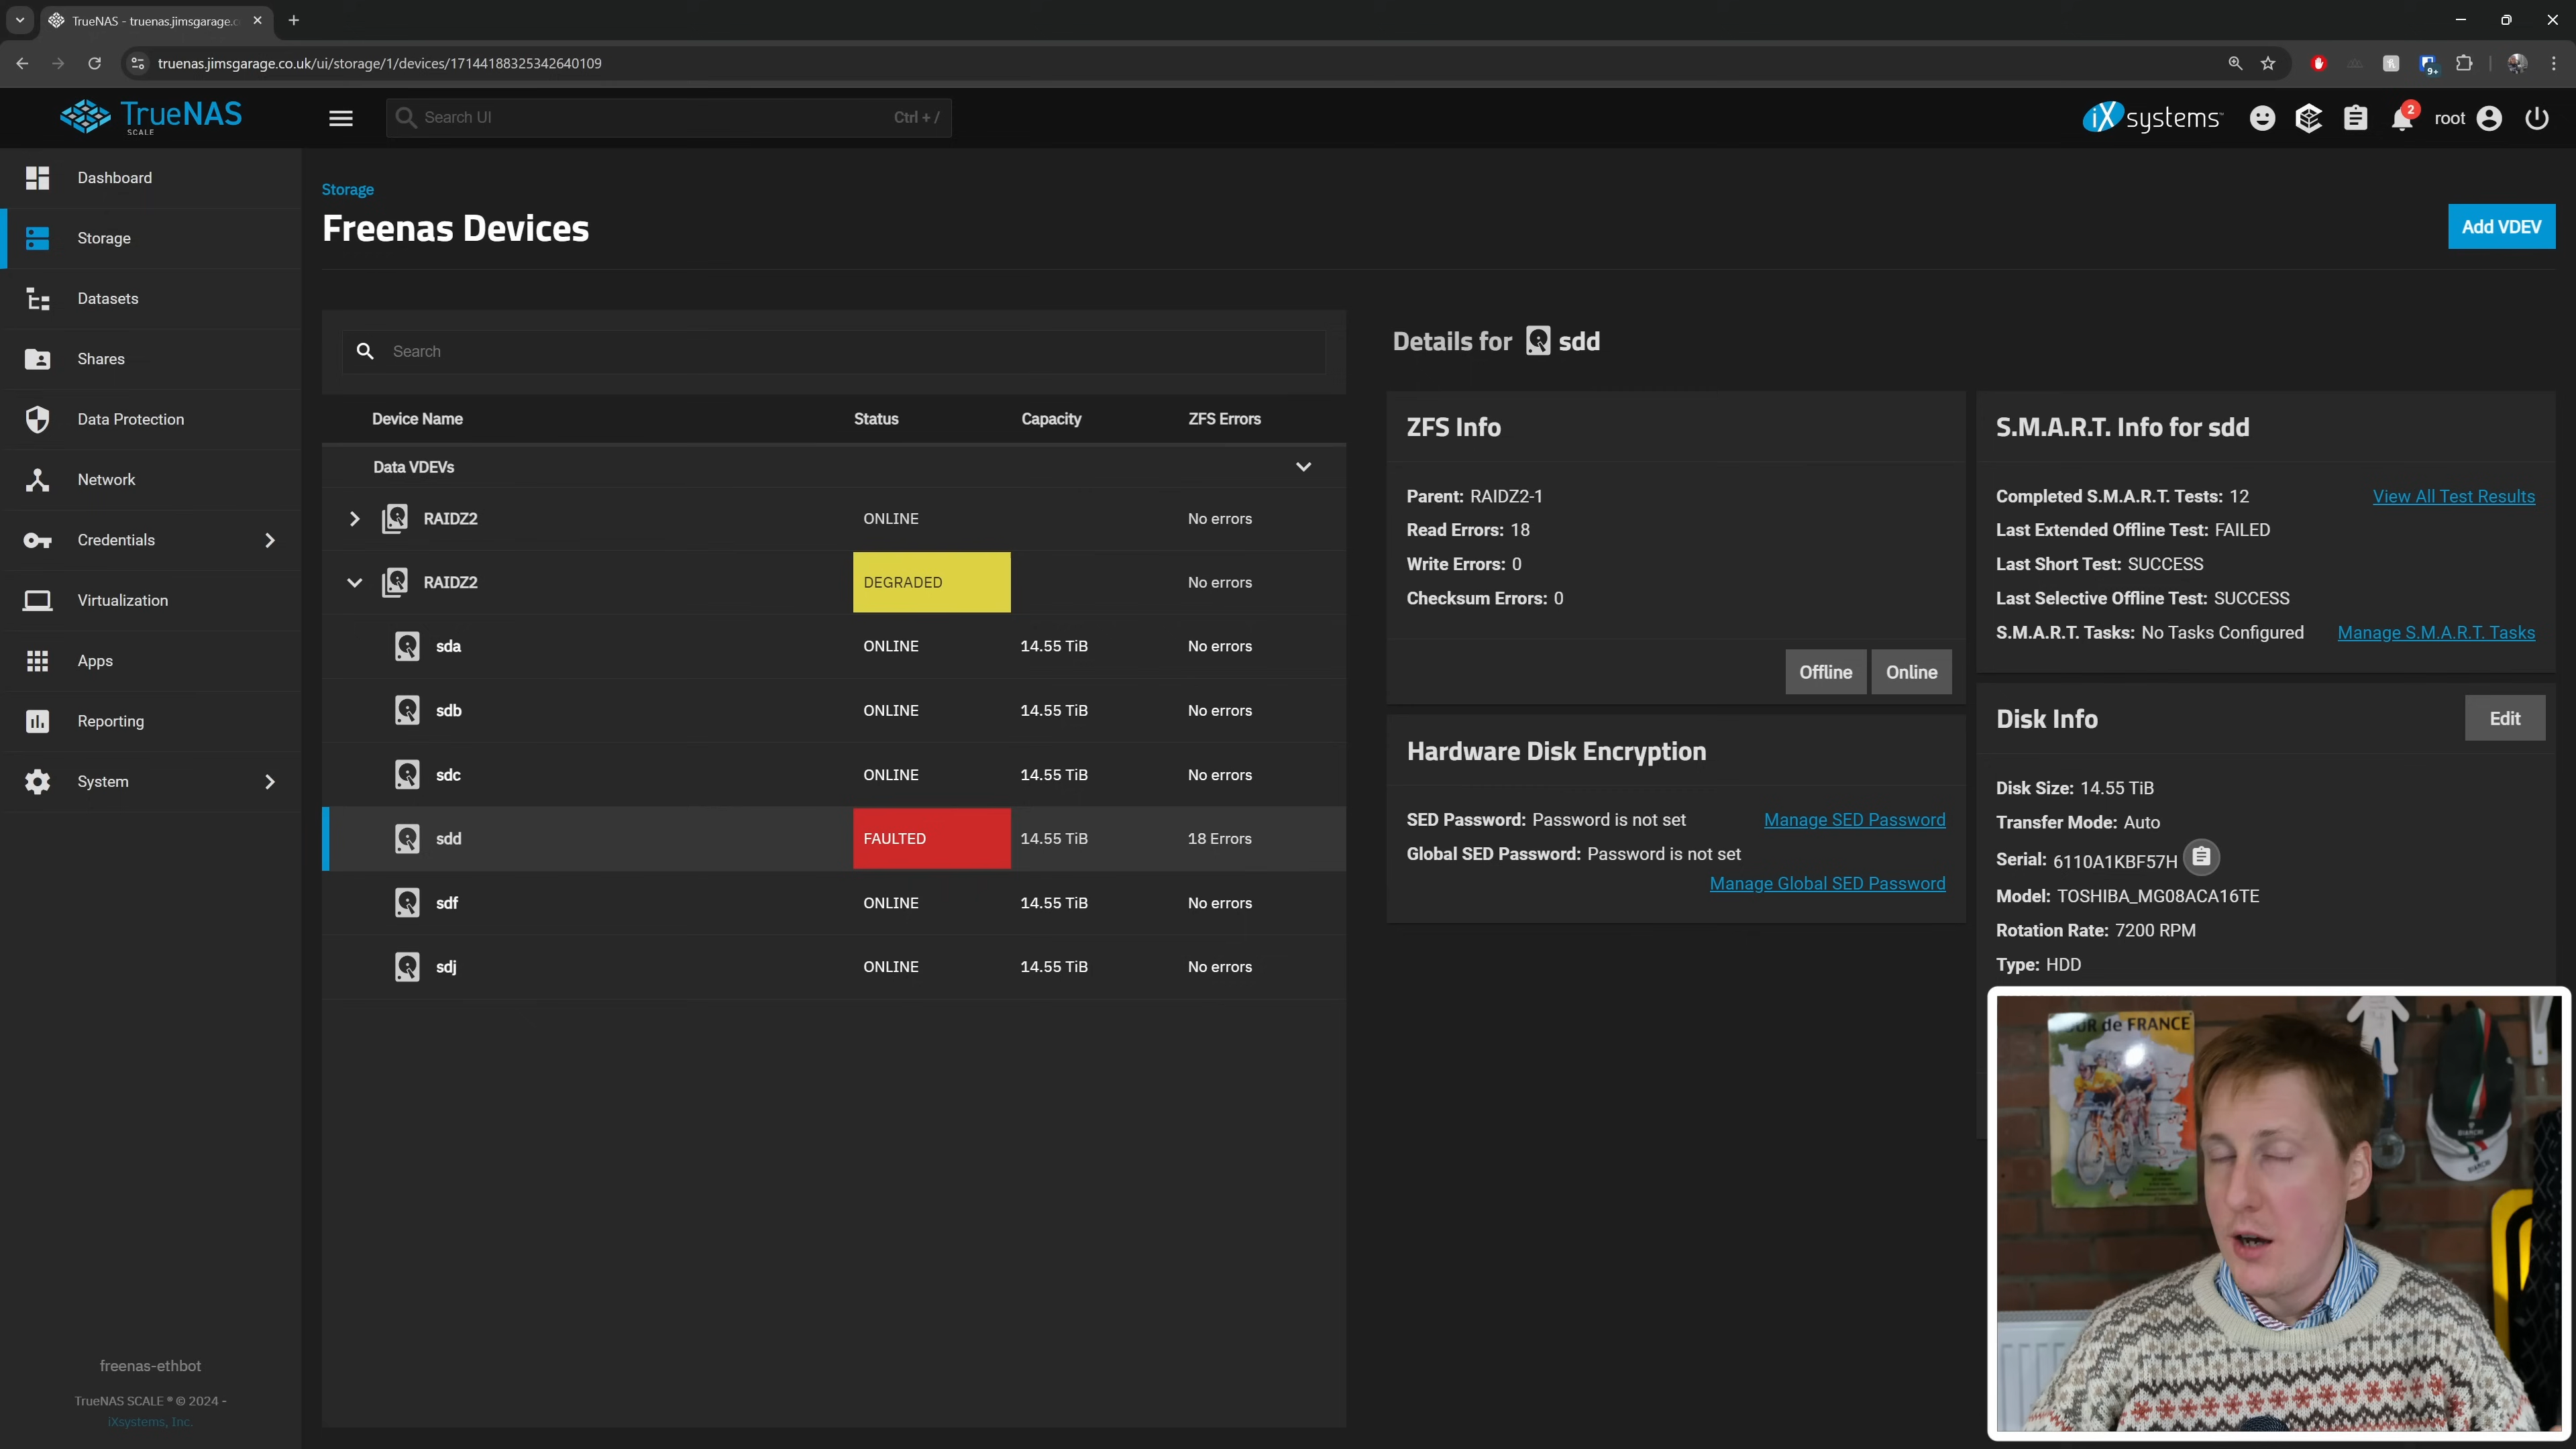 TrueNAS - truenas.jimsgarage.c
truenas.jimsgarage.co.uk/ui/storage/1/devices/17144188325342640109
9+
TrueNAS
SCALE
Search UI
Ctrl + /
iXsystems
2
root
Dashboard
Storage
Datasets
Shares
Data Protection
Network
Credentials
Virtualization
Apps
Reporting
System
freenas-ethbot
TrueNAS SCALE ® © 2024 -
iXsystems, Inc.
Storage
Freenas Devices
Add VDEV
Search
Device Name Status Capacity ZFS Errors
Data VDEVs
RAIDZ2 ONLINE No errors
RAIDZ2 DEGRADED No errors
sda ONLINE 14.55 TiB No errors
sdb ONLINE 14.55 TiB No errors
sdc ONLINE 14.55 TiB No errors
sdd FAULTED 14.55 TiB 18 Errors
sdf ONLINE 14.55 TiB No errors
sdj ONLINE 14.55 TiB No errors
Details for sdd
ZFS Info
Parent: RAIDZ2-1
Read Errors: 18
Write Errors: 0
Checksum Errors: 0
Offline Online
Hardware Disk Encryption
SED Password: Password is not set Manage SED Password
Global SED Password: Password is not set
Manage Global SED Password
S.M.A.R.T. Info for sdd
Completed S.M.A.R.T. Tests: 12 View All Test Results
Last Extended Offline Test: FAILED
Last Short Test: SUCCESS
Last Selective Offline Test: SUCCESS
S.M.A.R.T. Tasks: No Tasks Configured Manage S.M.A.R.T. Tasks
Disk Info Edit
Disk Size: 14.55 TiB
Transfer Mode: Auto
Serial: 6110A1KBF57H
Model: TOSHIBA_MG08ACA16TE
Rotation Rate: 7200 RPM
Type: HDD
UR de FRANCE
BIANCHI
BIANCHI